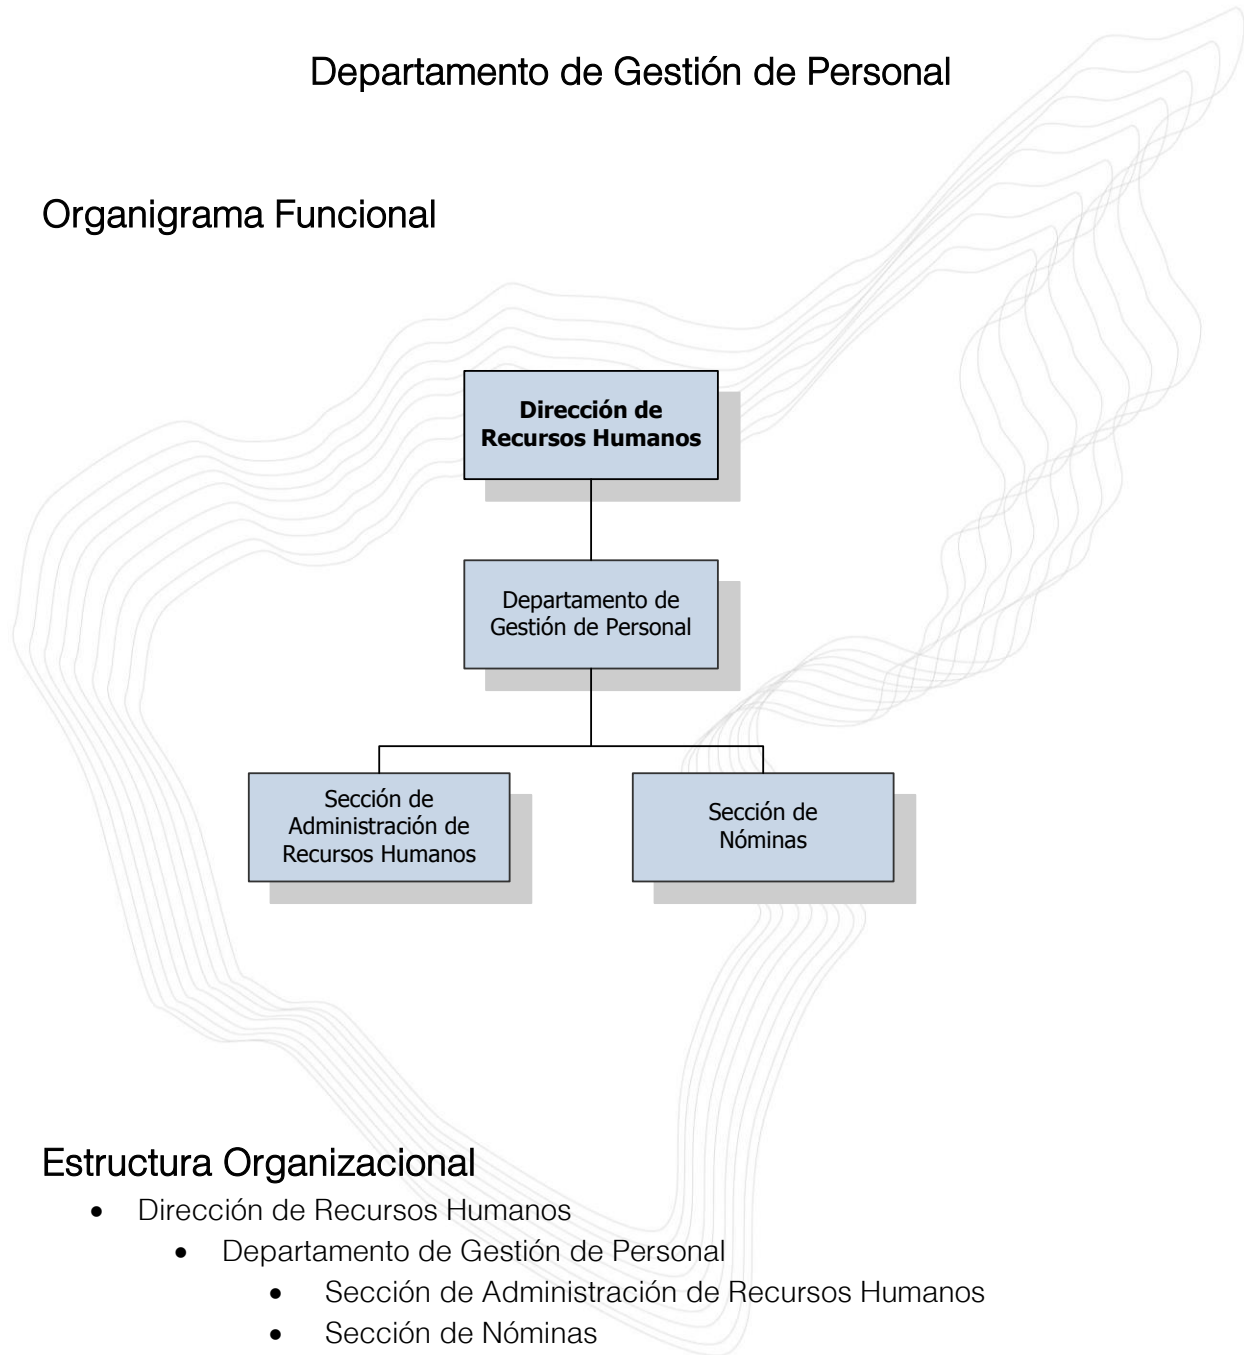 Departamento de Gestión de Personal
Organigrama Funcional
Dirección de
Recursos Humanos
Departamento de
Gestión de Personal
Sección de
Administración de
Recursos Humanos
Sección de
Nóminas
Estructura Organizacional
• Dirección de Recursos Humanos
• Departamento de Gestión de Personal
• Sección de Administración de Recursos Humanos
• Sección de Nóminas